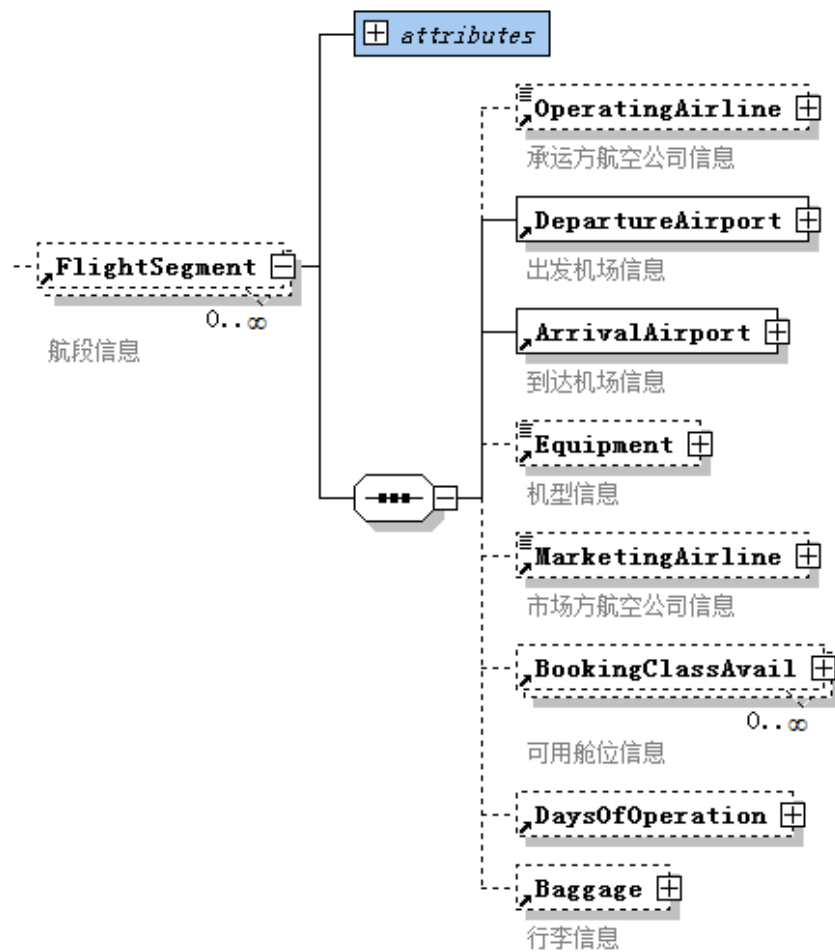 attributes
OperatingAirline
承运方航空公司信息
DepartureAirport
出发机场信息
FlightSegment
0..∞
航段信息
ArrivalAirport
到达机场信息
Equipment
机型信息
MarketingAirline
市场方航空公司信息
BookingClassAvail
0..∞
可用舱位信息
DaysOfOperation
Baggage
行李信息